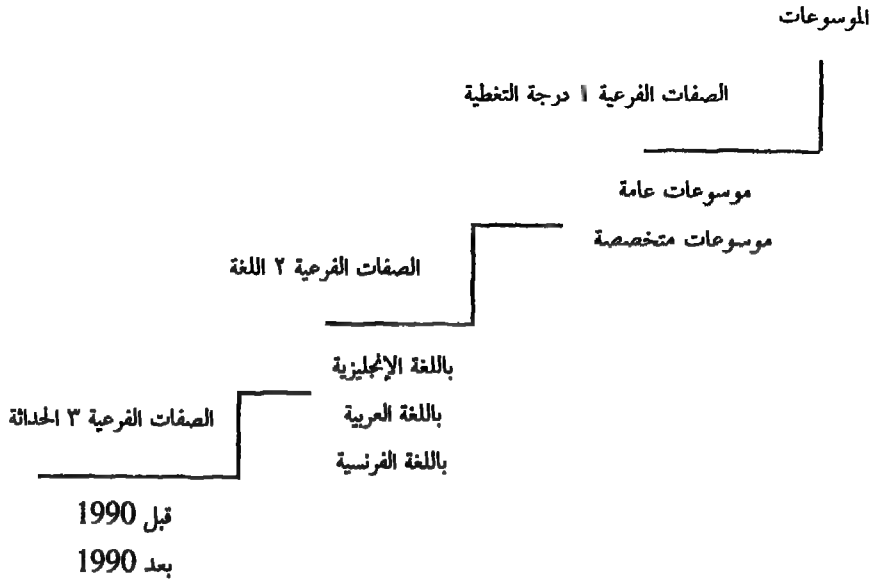 الموسوعات
الصفات الفرعية ١ درجة التغطية
موسوعات عامة
موسوعات متخصصة
الصفات الفرعية ٢ اللغة
باللغة الإنجليزية
باللغة العربية
باللغة الفرنسية
الصفات الفرعية ٣ الحداثة
قبل 1990
بعد 1990